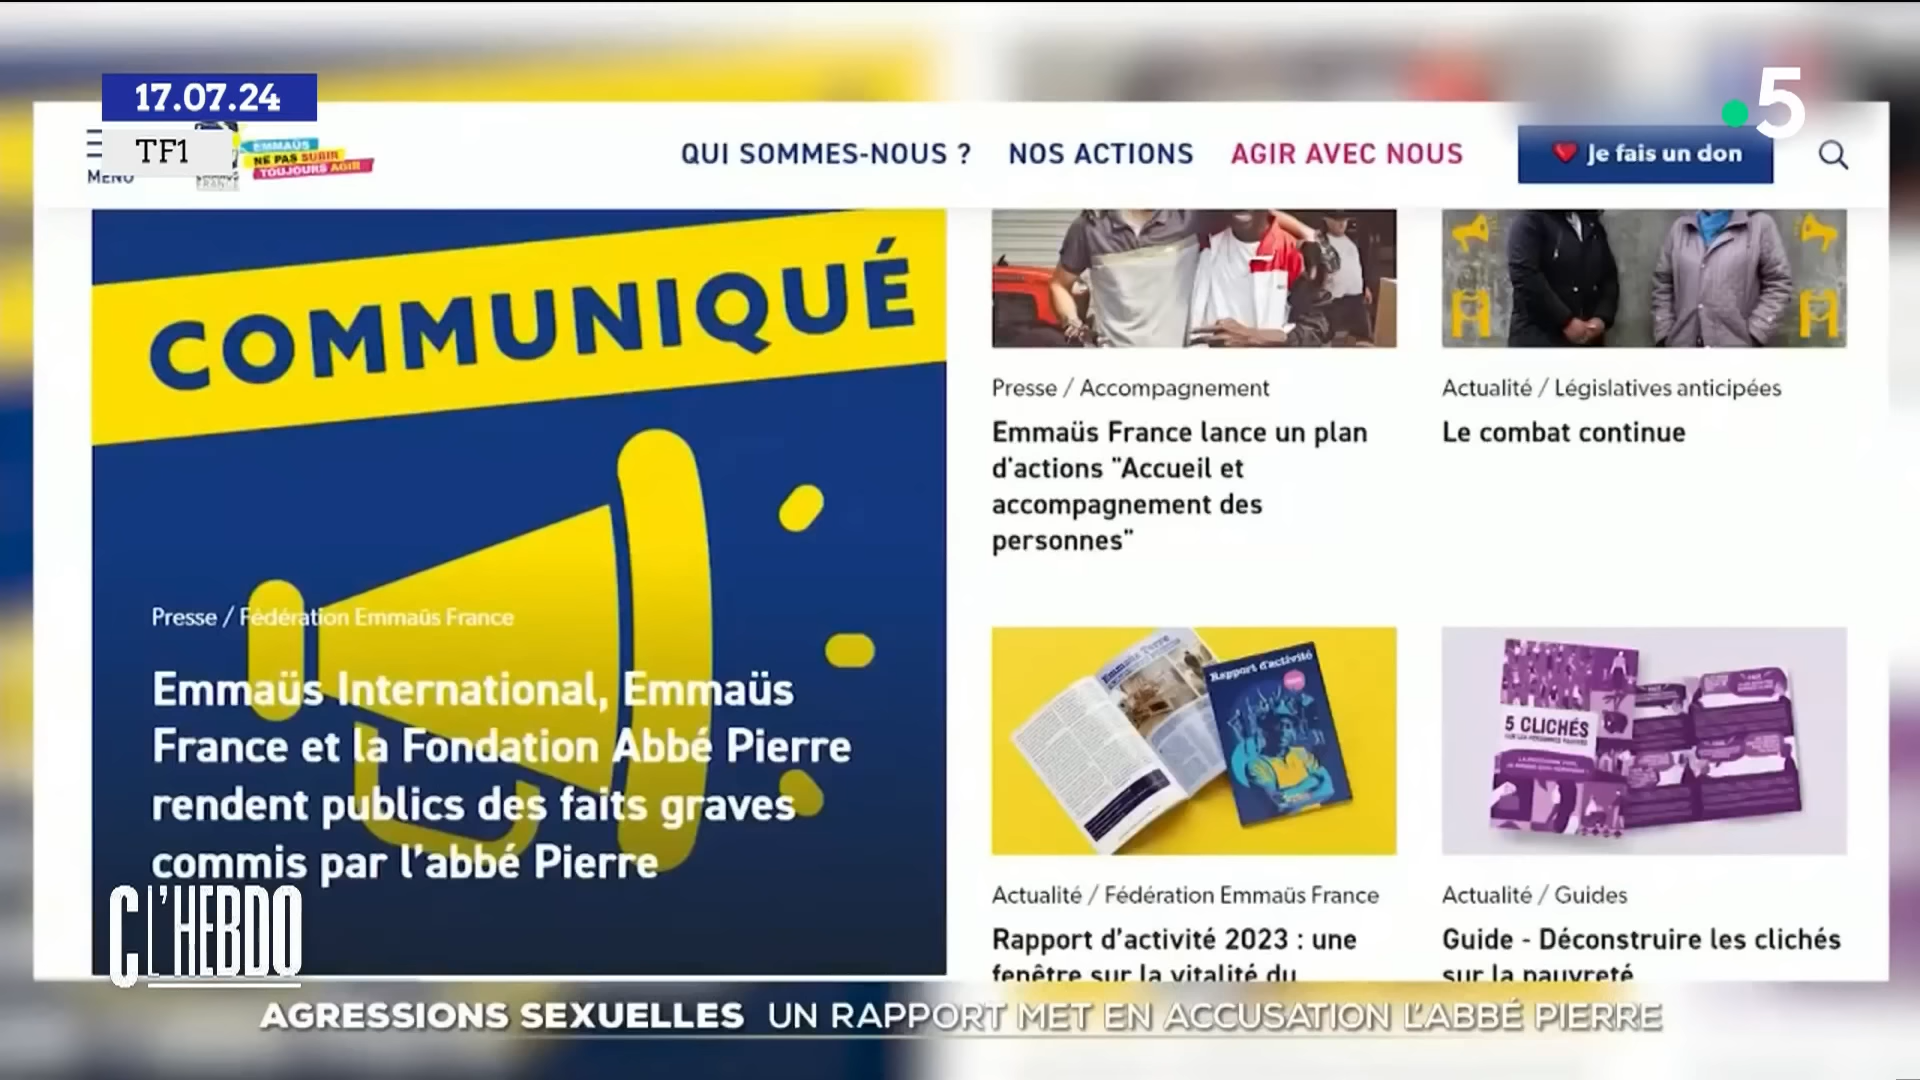 17.07.24
5
TF1
MENU
EMMAÜS
NE PAS SUBIR
TOUJOURS AGIR
FRANCE
QUI SOMMES-NOUS ?
NOS ACTIONS
AGIR AVEC NOUS
Je fais un don
COMMUNIQUÉ
Presse / Fédération Emmaüs France
Emmaüs International, Emmaüs
France et la Fondation Abbé Pierre
rendent publics des faits graves
commis par l'abbé Pierre
Presse / Accompagnement
Emmaüs France lance un plan
d'actions "Accueil et
accompagnement des
personnes"
Actualité / Législatives anticipées
Le combat continue
Rapport d'activité
Actualité / Fédération Emmaüs France
Rapport d'activité 2023 : une
fenêtre sur la vitalité du
5 CLICHÉS
SUR LES PERSONNES PAUVRES
Actualité / Guides
Guide - Déconstruire les clichés
sur la pauvreté
C L'HEBDO
AGRESSIONS SEXUELLES UN RAPPORT MET EN ACCUSATION L'ABBÉ PIERRE